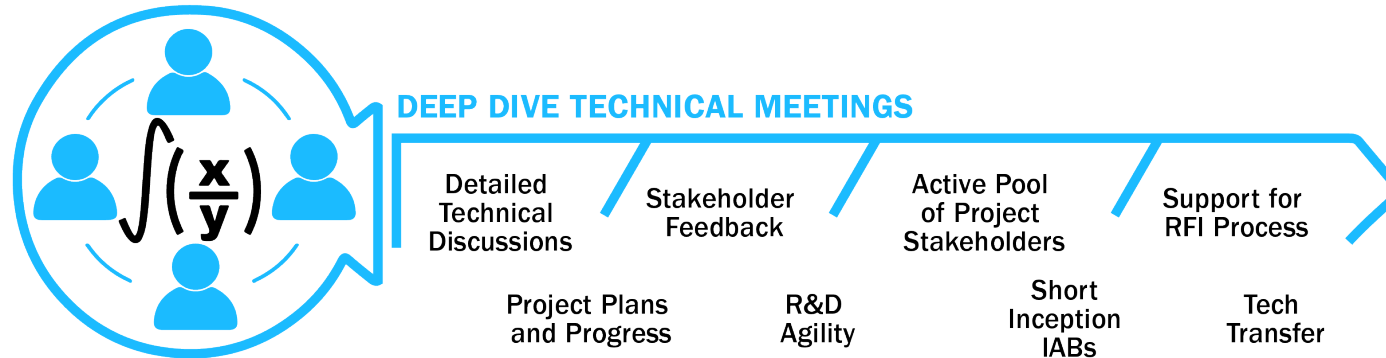 DEEP DIVE TECHNICAL MEETINGS
∫(x/y)
Detailed
Technical
Discussions
Stakeholder
Feedback
Active Pool
of Project
Stakeholders
Support for
RFI Process
Project Plans
and Progress
R&D
Agility
Short
Inception
IABs
Tech
Transfer